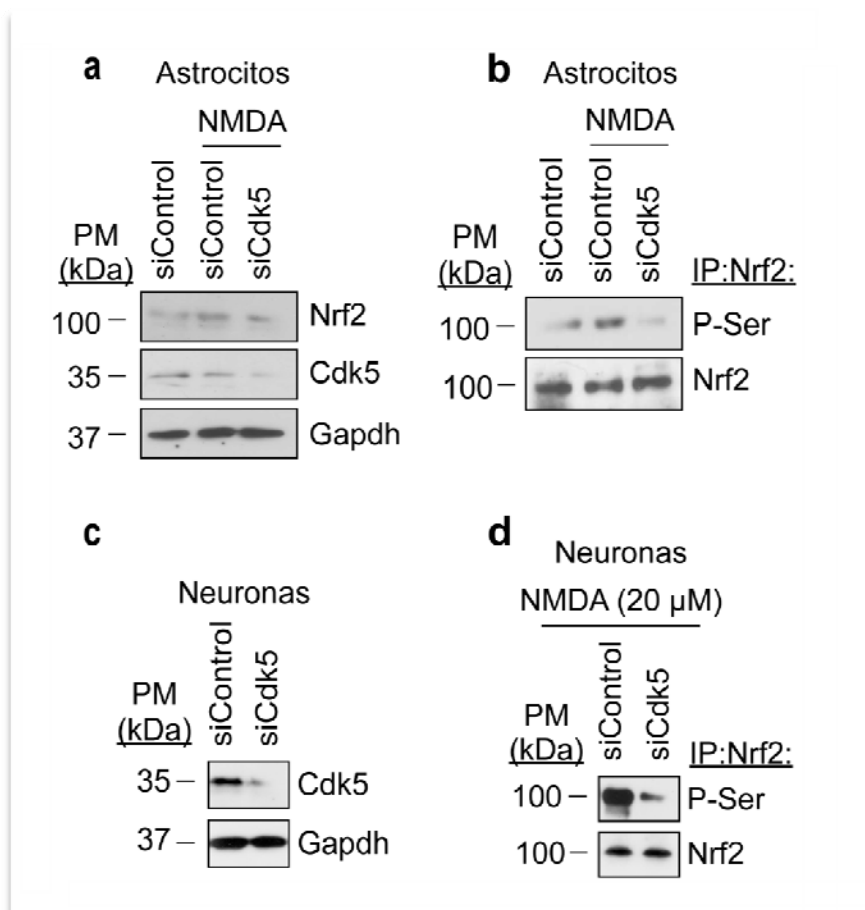 a
Astrocitos
NMDA
siControl
siControl
siCdk5
PM
(kDa)
100
Nrf2
35
Cdk5
37
Gapdh
b
Astrocitos
NMDA
siControl
siControl
siCdk5
PM
(kDa)
IP:Nrf2:
100
P-Ser
100
Nrf2
c
Neuronas
siControl
siCdk5
PM
(kDa)
35
Cdk5
37
Gapdh
d
Neuronas
NMDA (20 µM)
siControl
siCdk5
PM
(kDa)
IP:Nrf2:
100
P-Ser
100
Nrf2